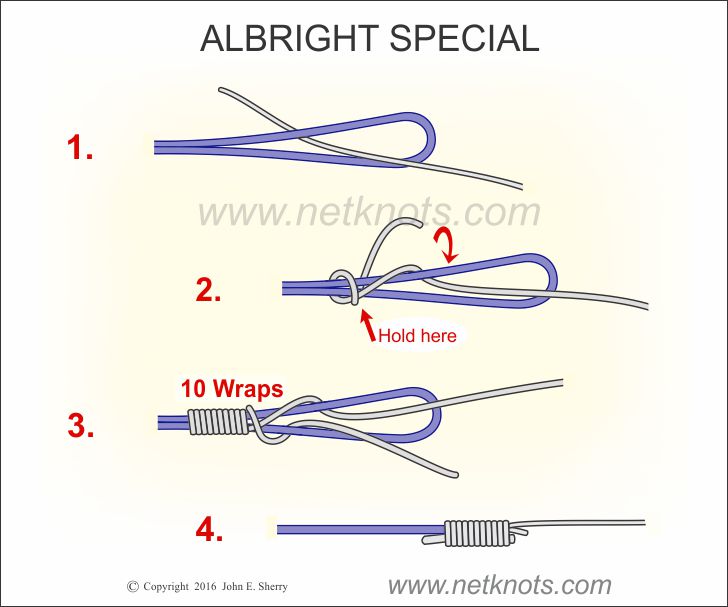 ALBRIGHT SPECIAL
1.
www.netknots.com
2.
Hold here
10 Wraps
3.
4.
© Copyright 2016 John E. Sherry
www.netknots.com